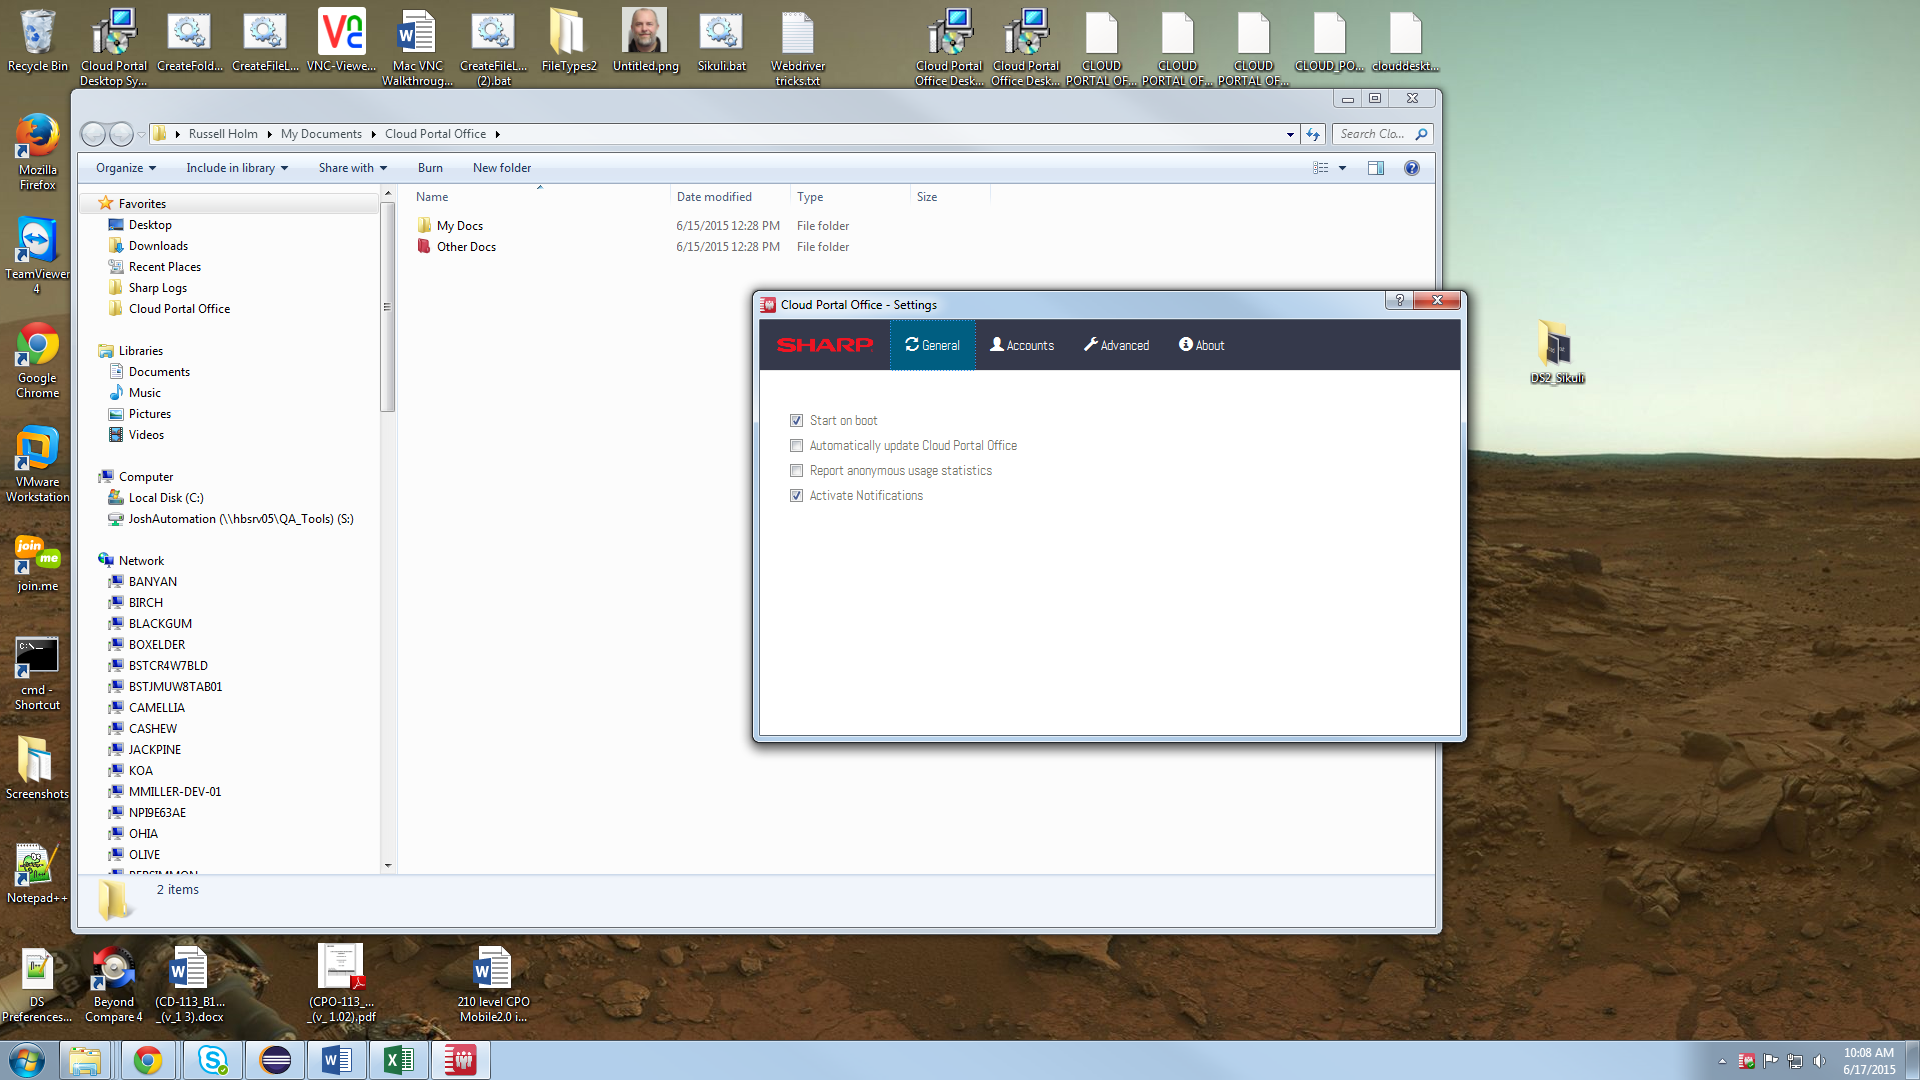 Recycle Bin
Cloud Portal
Desktop Sy...
CreateFold...
CreateFileL...
VNC-Viewe...
Mac VNC
Walkthroug...
CreateFileL...
(2).bat
FileTypes2
Untitled.png
Sikuli.bat
Webdriver
tricks.txt
Cloud Portal
Office Desk...
Cloud Portal
Office Desk...
CLOUD
PORTAL OF...
CLOUD
PORTAL OF...
CLOUD
PORTAL OF...
CLOUD_PO...
clouddeskt...
Mozilla
Firefox
TeamViewer
4
Google
Chrome
VMware
Workstation
join.me
cmd -
Shortcut
Screenshots
Notepad++
Russell Holm
My Documents
Cloud Portal Office
Search Clo...
Organize
Include in library
Share with
Burn
New folder
Favorites
Desktop
Downloads
Recent Places
Sharp Logs
Cloud Portal Office
Libraries
Documents
Music
Pictures
Videos
Computer
Local Disk (C:)
JoshAutomation (\\hbsrv05\QA_Tools) (S:)
Network
BANYAN
BIRCH
BLACKGUM
BOXELDER
BSTCR4W7BLD
BSTJMUW8TAB01
CAMELLIA
CASHEW
JACKPINE
KOA
MMILLER-DEV-01
NPI9E63AE
OHIA
OLIVE
PERSIMMON
Name Date modified Type Size
My Docs 6/15/2015 12:28 PM File folder
Other Docs 6/15/2015 12:28 PM File folder
2 items
Cloud Portal Office - Settings
SHARP
General
Accounts
Advanced
About
Start on boot
Automatically update Cloud Portal Office
Report anonymous usage statistics
Activate Notifications
DS2_Sikuli
DS
Preferences...
Beyond
Compare 4
(CD-113_B1...
_(v_1 3).docx
(CPO-113_...
_(v_ 1.02).pdf
210 level CPO
Mobile2.0 i...
10:08 AM
6/17/2015